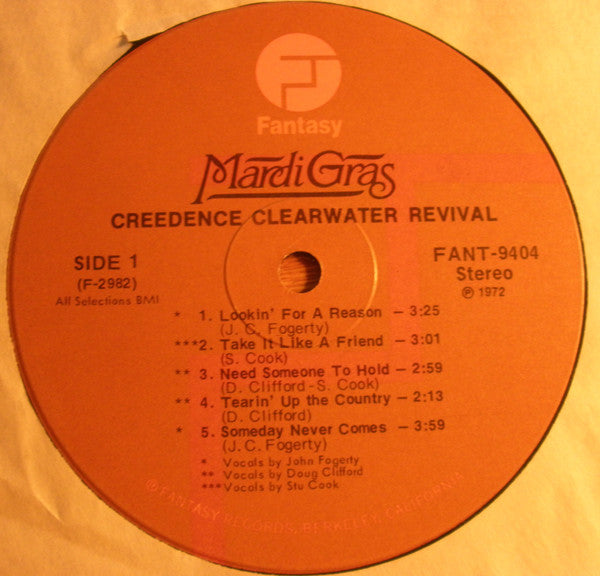 Fantasy
Mardi Gras
CREEDENCE CLEARWATER REVIVAL
SIDE 1
(F-2982)
All Selections BMI
FANT-9404
Stereo
℗ 1972
* 1. Lookin' For A Reason – 3:25
(J. C. Fogerty)
***2. Take It Like A Friend – 3:01
(S. Cook)
** 3. Need Someone To Hold – 2:59
(D. Clifford-S. Cook)
** 4. Tearin' Up the Country – 2:13
(D. Clifford)
* 5. Someday Never Comes – 3:59
(J. C. Fogerty)
* Vocals by John Fogerty
** Vocals by Doug Clifford
*** Vocals by Stu Cook
® FANTASY RECORDS, BERKELEY, CALIFORNIA